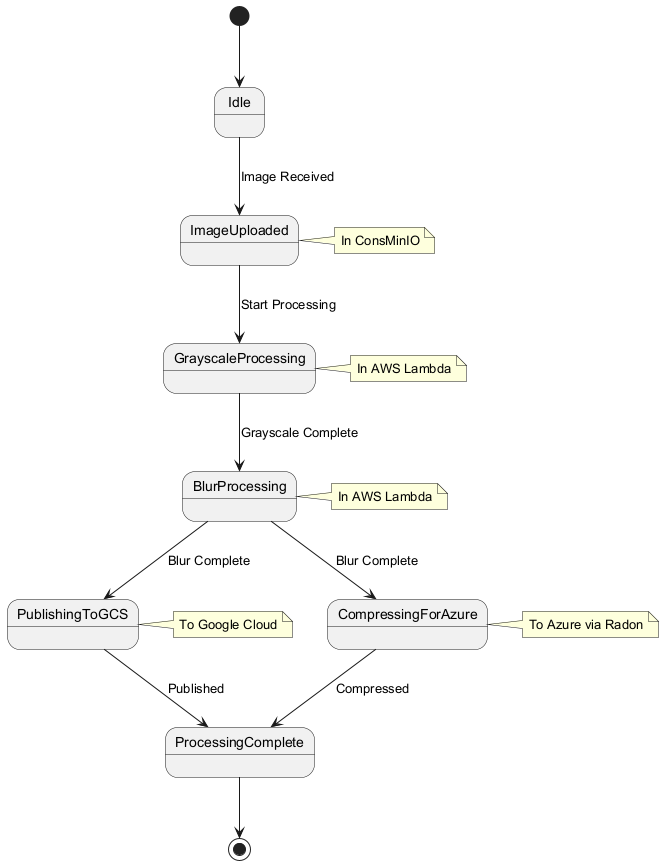 Idle
Image Received
ImageUploaded
In ConsMinIO
Start Processing
GrayscaleProcessing
In AWS Lambda
Grayscale Complete
BlurProcessing
In AWS Lambda
Blur Complete
Blur Complete
PublishingToGCS
To Google Cloud
CompressingForAzure
To Azure via Radon
Published
Compressed
ProcessingComplete